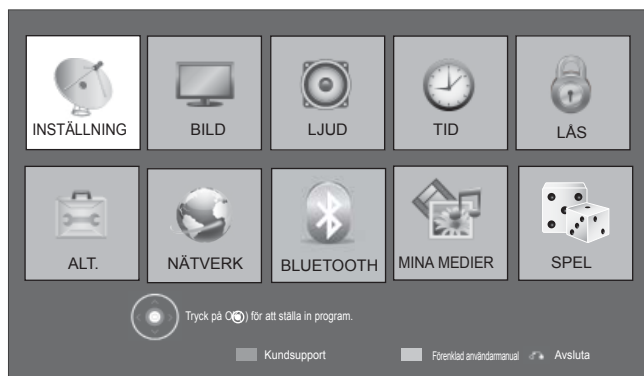 INSTÄLLNING BILD LJUD TID LÅS
ALT. NÄTVERK BLUETOOTH MINA MEDIER SPEL
Tryck på O( ) för att ställa in program.
Kundsupport Förenklad användarmanual Avsluta